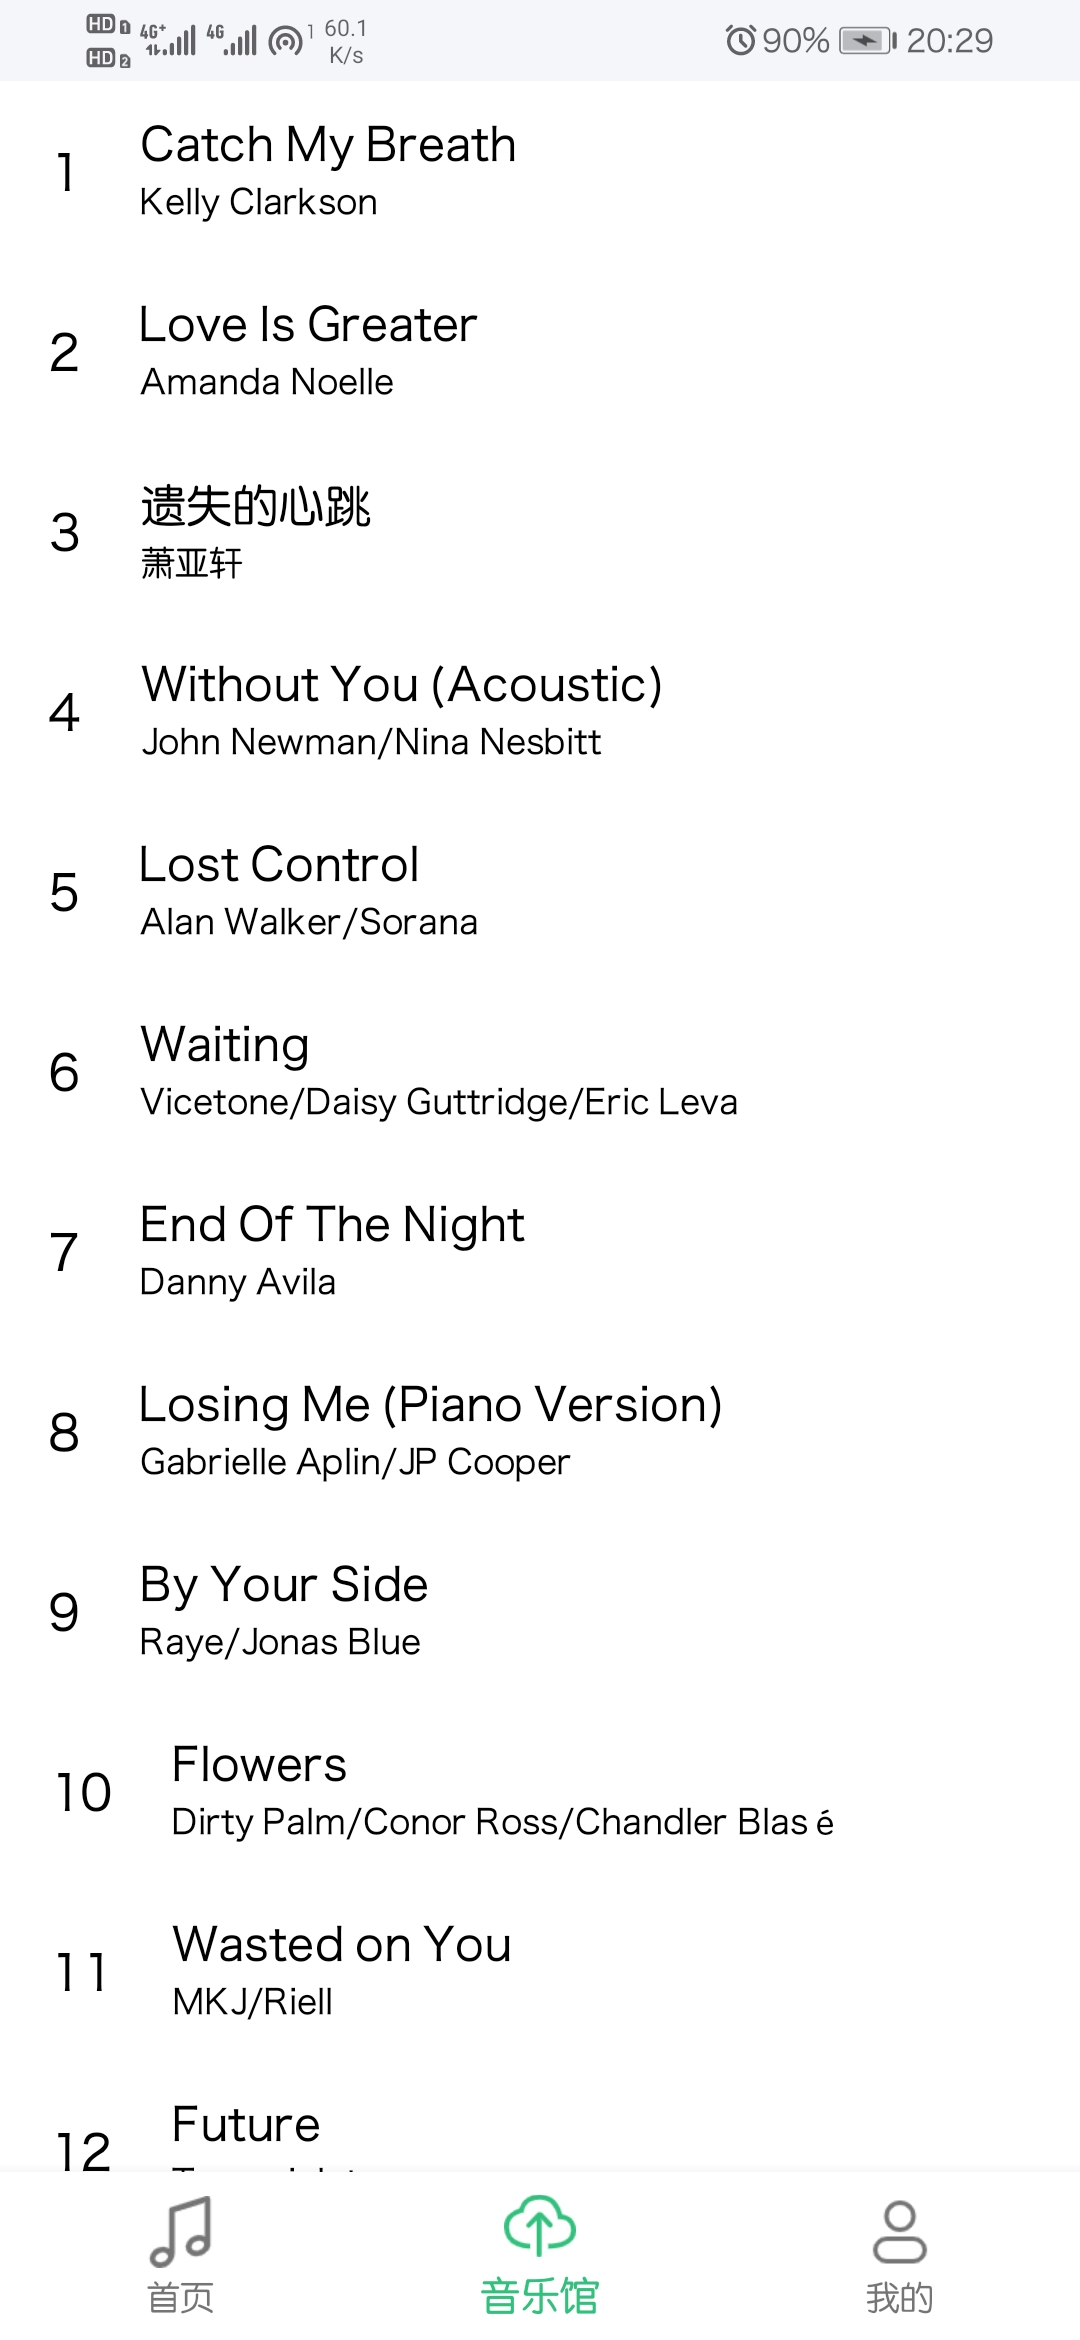 HD 1 4G+ 4G 1 60.1
HD 2 K/s
90% 20:29
1
Catch My Breath
Kelly Clarkson
2
Love Is Greater
Amanda Noelle
3
遗失的心跳
萧亚轩
4
Without You (Acoustic)
John Newman/Nina Nesbitt
5
Lost Control
Alan Walker/Sorana
6
Waiting
Vicetone/Daisy Guttridge/Eric Leva
7
End Of The Night
Danny Avila
8
Losing Me (Piano Version)
Gabrielle Aplin/JP Cooper
9
By Your Side
Raye/Jonas Blue
10
Flowers
Dirty Palm/Conor Ross/Chandler Blasé
11
Wasted on You
MKJ/Riell
12
Future
首页
音乐馆
我的